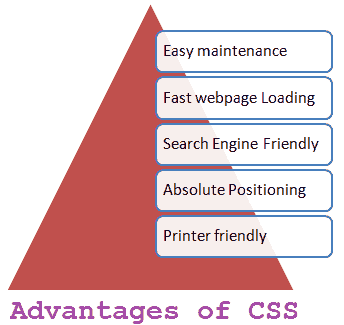 Easy maintenance
Fast webpage Loading
Search Engine Friendly
Absolute Positioning
Printer friendly
Advantages of CSS